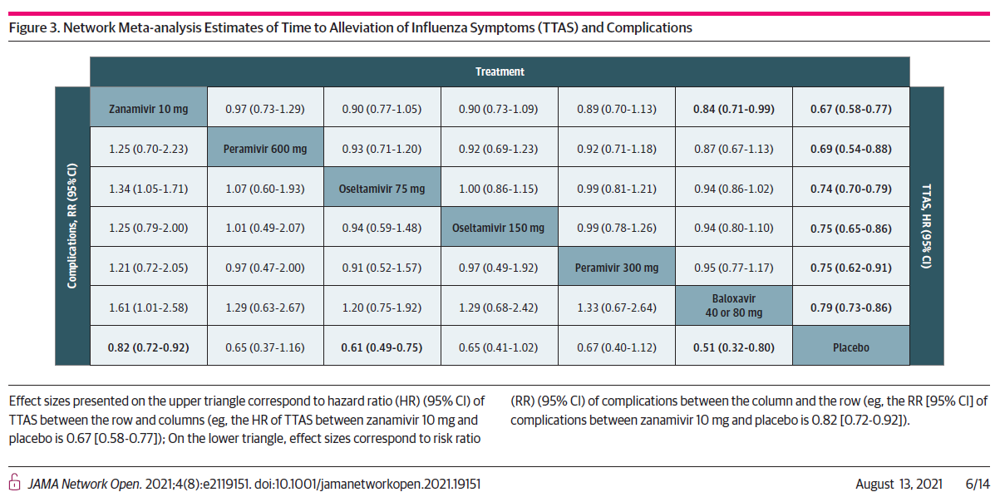 Figure 3. Network Meta-analysis Estimates of Time to Alleviation of Influenza Symptoms (TTAS) and Complications
Treatment
Complications, RR (95% CI)
TTAS, HR (95% CI)
Zanamivir 10 mg 0.97 (0.73-1.29) 0.90 (0.77-1.05) 0.90 (0.73-1.09) 0.89 (0.70-1.13) 0.84 (0.71-0.99) 0.67 (0.58-0.77)
1.25 (0.70-2.23) Peramivir 600 mg 0.93 (0.71-1.20) 0.92 (0.69-1.23) 0.92 (0.71-1.18) 0.87 (0.67-1.13) 0.69 (0.54-0.88)
1.34 (1.05-1.71) 1.07 (0.60-1.93) Oseltamivir 75 mg 1.00 (0.86-1.15) 0.99 (0.81-1.21) 0.94 (0.86-1.02) 0.74 (0.70-0.79)
1.25 (0.79-2.00) 1.01 (0.49-2.07) 0.94 (0.59-1.48) Oseltamivir 150 mg 0.99 (0.78-1.26) 0.94 (0.80-1.10) 0.75 (0.65-0.86)
1.21 (0.72-2.05) 0.97 (0.47-2.00) 0.91 (0.52-1.57) 0.97 (0.49-1.92) Peramivir 300 mg 0.95 (0.77-1.17) 0.75 (0.62-0.91)
1.61 (1.01-2.58) 1.29 (0.63-2.67) 1.20 (0.75-1.92) 1.29 (0.68-2.42) 1.33 (0.67-2.64) Baloxavir
40 or 80 mg 0.79 (0.73-0.86)
0.82 (0.72-0.92) 0.65 (0.37-1.16) 0.61 (0.49-0.75) 0.65 (0.41-1.02) 0.67 (0.40-1.12) 0.51 (0.32-0.80) Placebo
Effect sizes presented on the upper triangle correspond to hazard ratio (HR) (95% CI) of
TTAS between the row and columns (eg, the HR of TTAS between zanamivir 10 mg and
placebo is 0.67 [0.58-0.77]); On the lower triangle, effect sizes correspond to risk ratio
(RR) (95% CI) of complications between the column and the row (eg, the RR [95% CI] of
complications between zanamivir 10 mg and placebo is 0.82 [0.72-0.92]).
JAMA Network Open. 2021;4(8):e2119151. doi:10.1001/jamanetworkopen.2021.19151
August 13, 2021 6/14